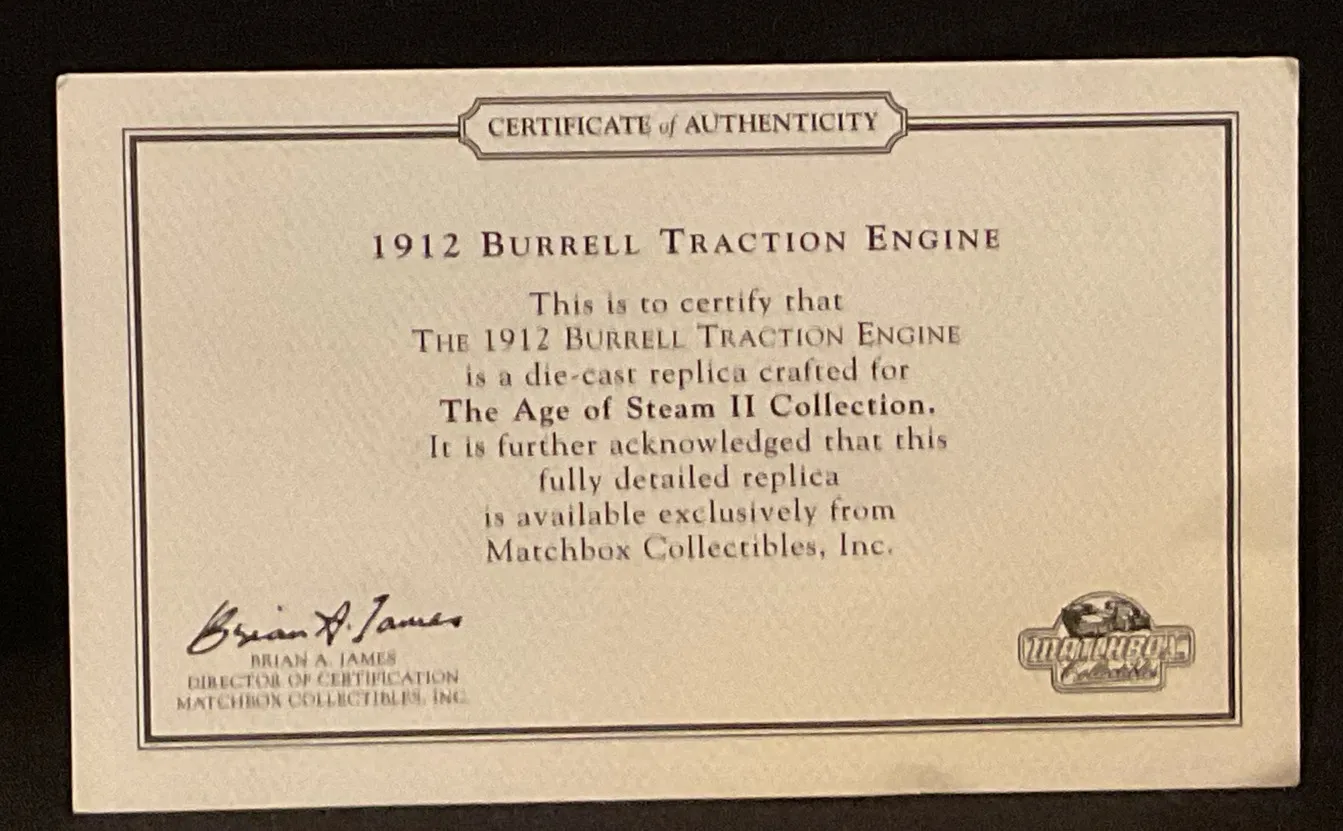 CERTIFICATE of AUTHENTICITY
1912 BURRELL TRACTION ENGINE
This is to certify that
THE 1912 BURRELL TRACTION ENGINE
is a die-cast replica crafted for
The Age of Steam II Collection.
It is further acknowledged that this
fully detailed replica
is available exclusively from
Matchbox Collectibles, Inc.
Brian A. James
BRIAN A. JAMES
DIRECTOR OF CERTIFICATION
MATCHBOX COLLECTIBLES, INC.
MATCHBOX
Collectibles